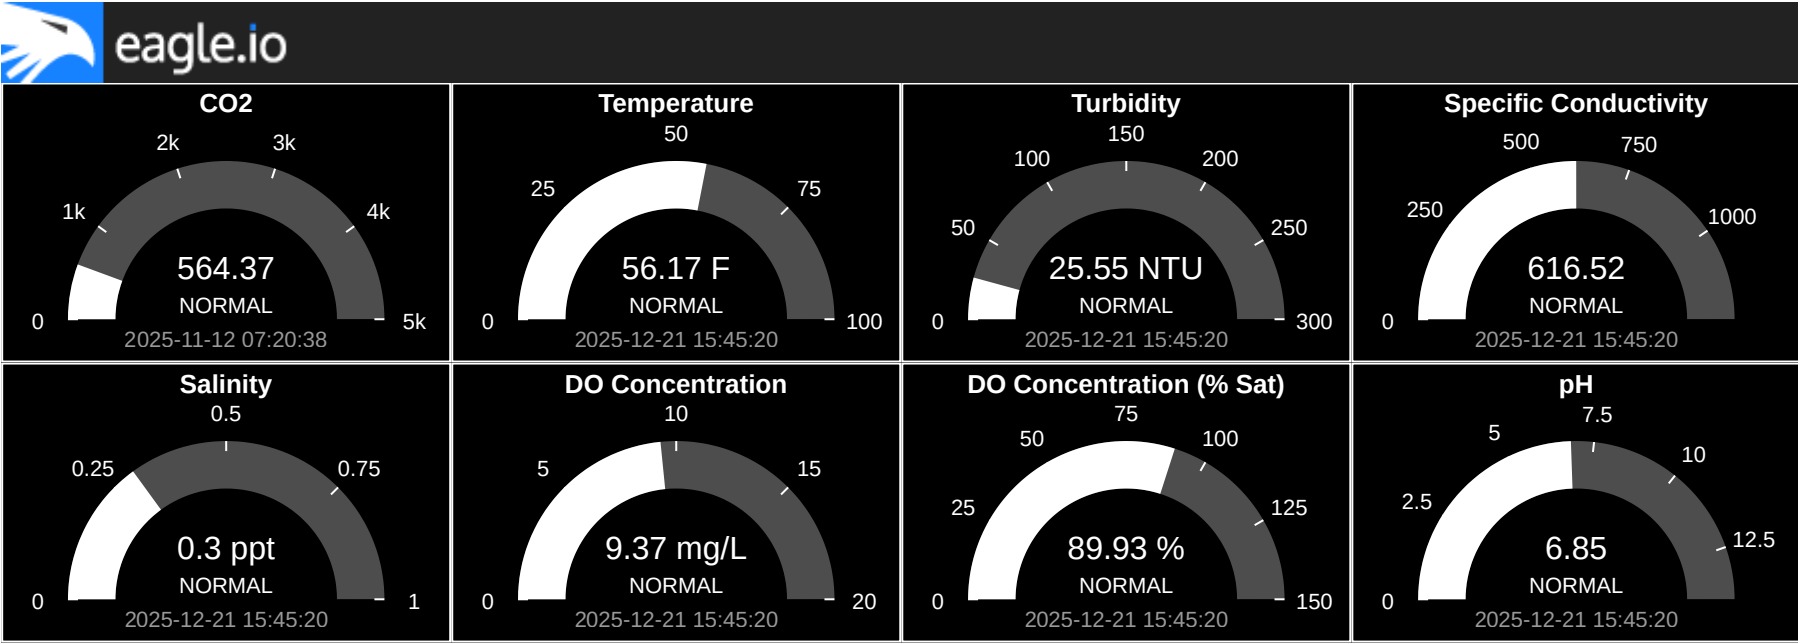 eagle.io
CO2
0
1k
2k
3k
4k
5k
564.37
NORMAL
2025-11-12 07:20:38
Temperature
0
25
50
75
100
56.17 F
NORMAL
2025-12-21 15:45:20
Turbidity
0
50
100
150
200
250
300
25.55 NTU
NORMAL
2025-12-21 15:45:20
Specific Conductivity
0
250
500
750
1000
616.52
NORMAL
2025-12-21 15:45:20
Salinity
0
0.25
0.5
0.75
1
0.3 ppt
NORMAL
2025-12-21 15:45:20
DO Concentration
0
5
10
15
20
9.37 mg/L
NORMAL
2025-12-21 15:45:20
DO Concentration (% Sat)
0
25
50
75
100
125
150
89.93 %
NORMAL
2025-12-21 15:45:20
pH
0
2.5
5
7.5
10
12.5
6.85
NORMAL
2025-12-21 15:45:20